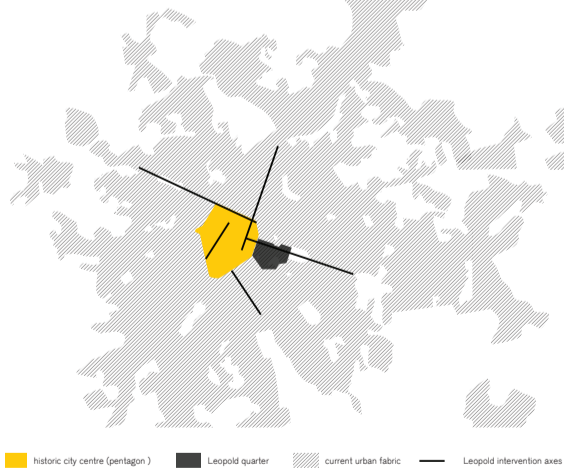 historic city centre (pentagon )
Leopold quarter
current urban fabric
Leopold intervention axes